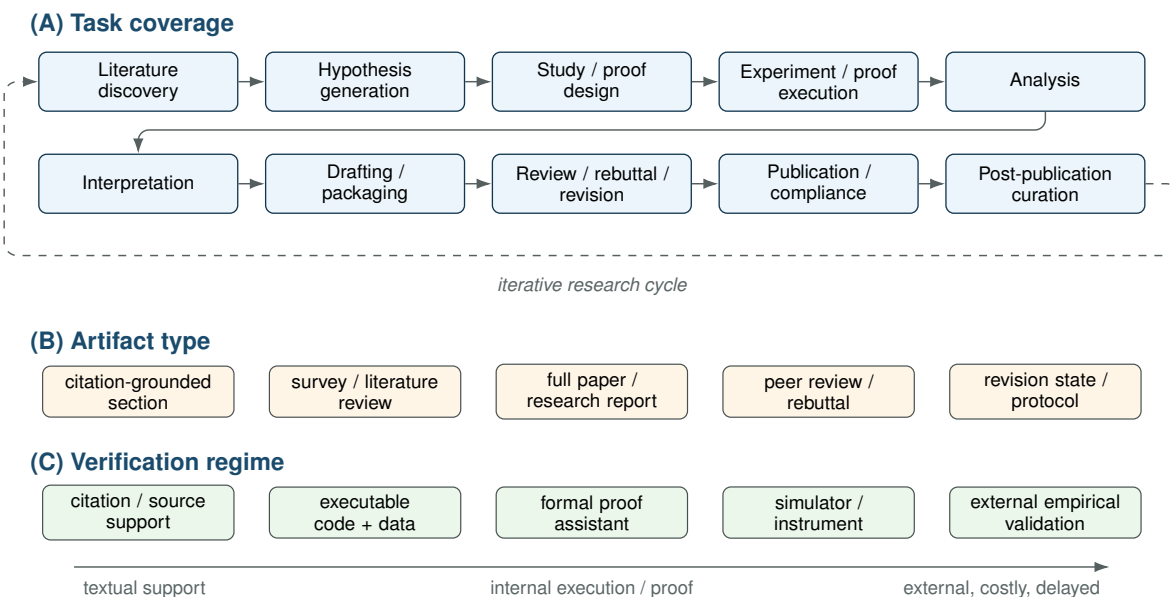 (A) Task coverage
Literature
discovery
Hypothesis
generation
Study / proof
design
Experiment / proof
execution
Analysis
Interpretation
Drafting /
packaging
Review / rebuttal /
revision
Publication /
compliance
Post-publication
curation
iterative research cycle
(B) Artifact type
citation-grounded
section
survey / literature
review
full paper /
research report
peer review /
rebuttal
revision state /
protocol
(C) Verification regime
citation / source
support
executable
code + data
formal proof
assistant
simulator /
instrument
external empirical
validation
textual support
internal execution / proof
external, costly, delayed